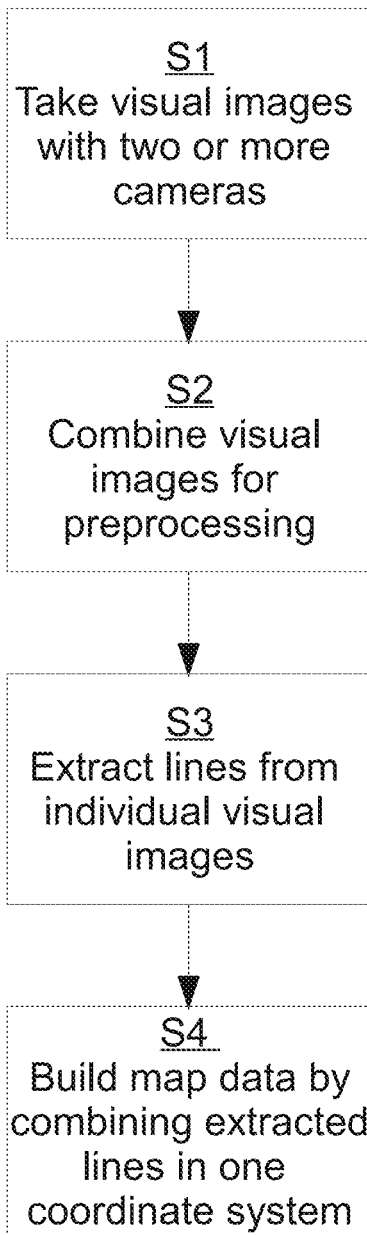 S1
Take visual images
with two or more
cameras
S2
Combine visual
images for
preprocessing
S3
Extract lines from
individual visual
images
S4
Build map data by
combining extracted
lines in one
coordinate system